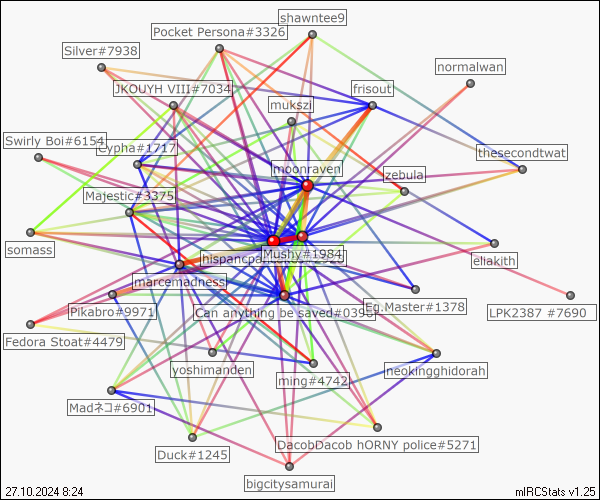 shawntee9
Pocket Persona#3326
Silver#7938
normalwan
JKOUYH VIII#7034
frisout
mukszi
Swirly Boi#6154
Cypha#1717
thesecondtwat
moonraven
zebula
Majestic#3375
somass
Mushy#1984
eliakith
marcemadness
Pikabro#9971
Can anything be saved#0395
Eg.Master#1378
LPK2387 #7690
Fedora Stoat#4479
yoshimanden
neokingghidorah
ming#4742
Madネコ#6901
DacobDacob hORNY police#5271
Duck#1245
bigcitysamurai
27.10.2024 8:24
mIRCStats v1.25